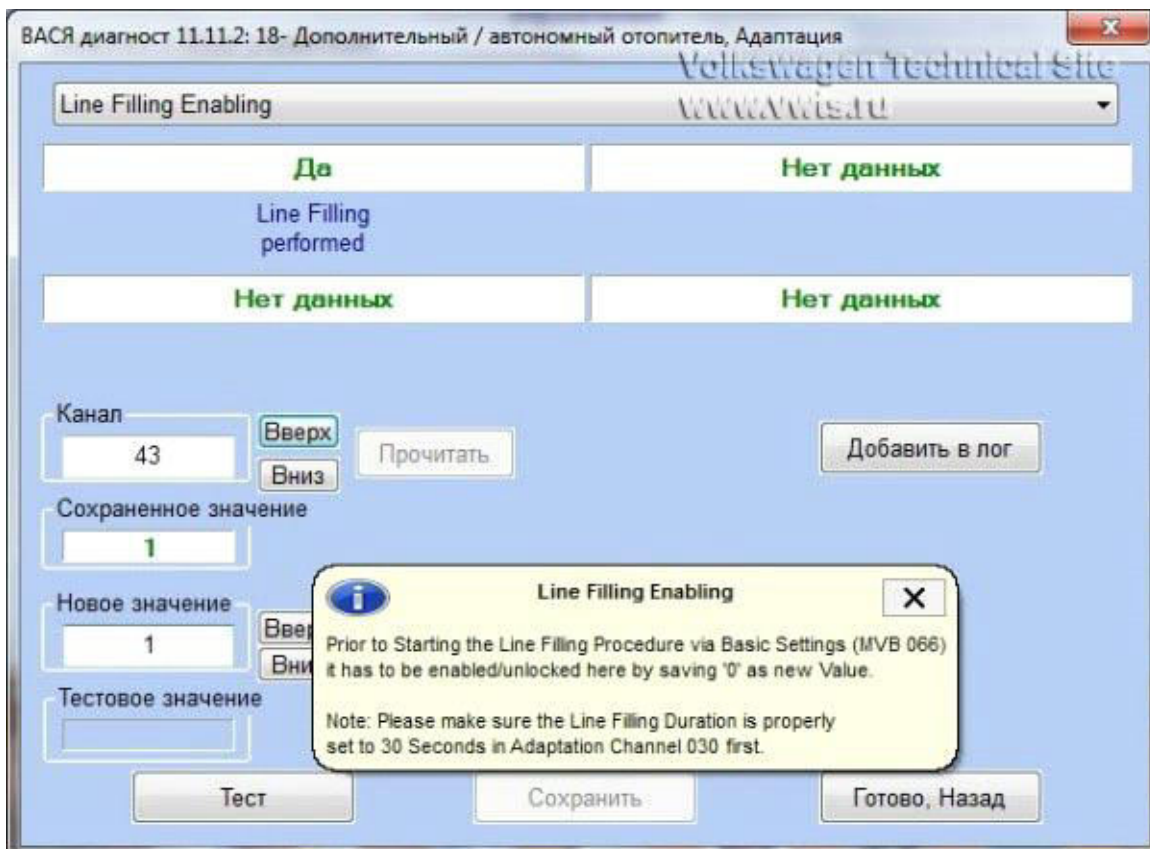 ВАСЯ диагност 11.11.2: 18- Дополнительный / автономный отопитель, Адаптация
Volkswagen Technical Site
www.vwts.ru
Line Filling Enabling
Да
Нет данных
Line Filling
performed
Нет данных
Нет данных
Канал
43
Вверх
Вниз
Прочитать
Добавить в лог
Сохраненное значение
1
Новое значение
1
Тестовое значение
Line Filling Enabling
Prior to Starting the Line Filling Procedure via Basic Settings (MVB 066)
it has to be enabled/unlocked here by saving '0' as new Value.
Note: Please make sure the Line Filling Duration is properly
set to 30 Seconds in Adaptation Channel 030 first.
Тест
Сохранить
Готово, Назад